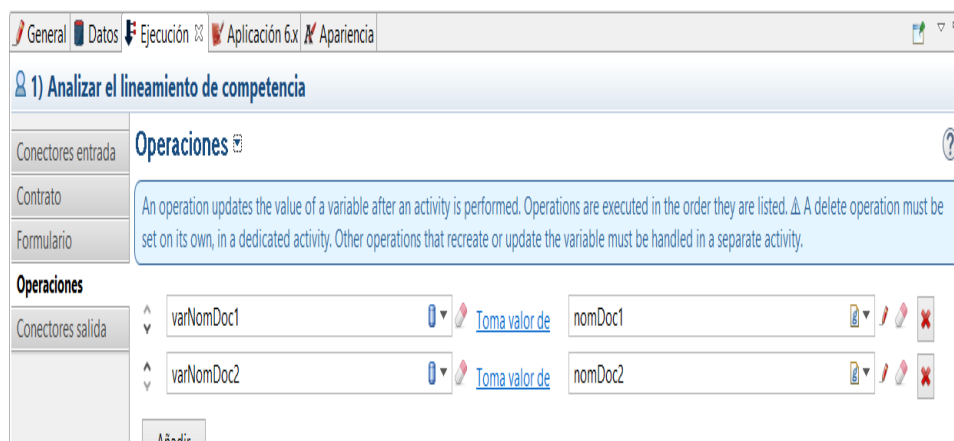 General Datos Ejecución Aplicación 6.x Apariencia
1) Analizar el lineamiento de competencia
Conectores entrada
Contrato
Formulario
Operaciones
Conectores salida
Operaciones
An operation updates the value of a variable after an activity is performed. Operations are executed in the order they are listed. ⚠ A delete operation must be
set on its own, in a dedicated activity. Other operations that recreate or update the variable must be handled in a separate activity.
varNomDoc1 Toma valor de nomDoc1
varNomDoc2 Toma valor de nomDoc2
Añadir